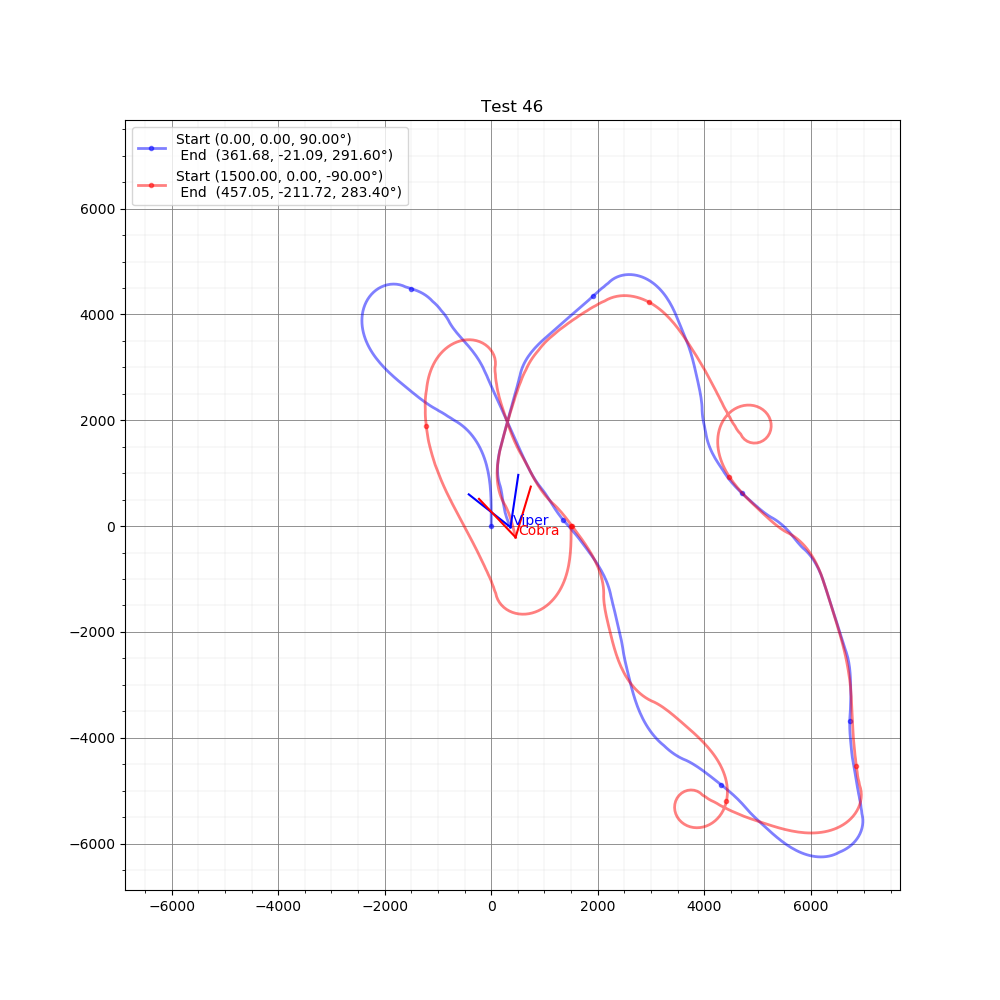 Test 46
Start (0.00, 0.00, 90.00°)
End (361.68, -21.09, 291.60°)
Start (1500.00, 0.00, -90.00°)
End (457.05, -211.72, 283.40°)
6000
4000
2000
0
−2000
−4000
−6000
Viper
Cobra
−6000 −4000 −2000 0 2000 4000 6000